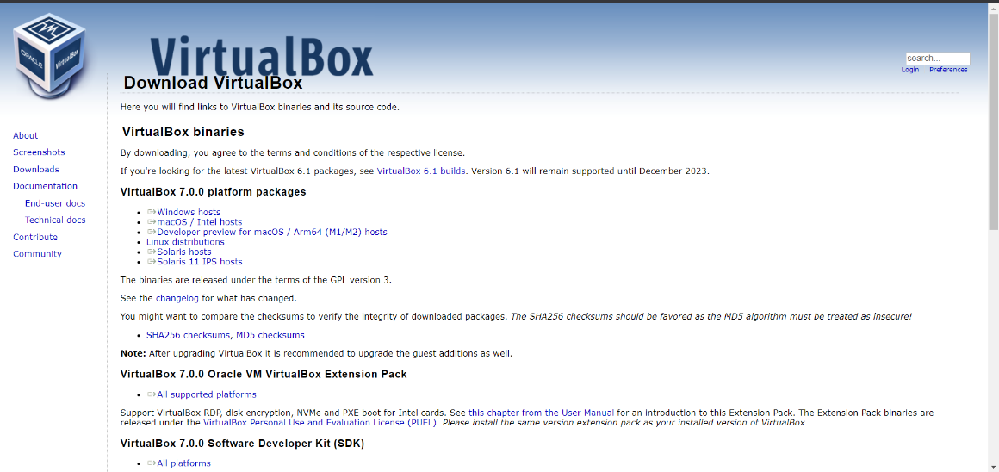 ORACLE
VirtualBox
VirtualBox
search...
Login Preferences
Download VirtualBox
Here you will find links to VirtualBox binaries and its source code.
VirtualBox binaries
About
Screenshots
Downloads
Documentation
End-user docs
Technical docs
Contribute
Community
By downloading, you agree to the terms and conditions of the respective license.
If you're looking for the latest VirtualBox 6.1 packages, see VirtualBox 6.1 builds. Version 6.1 will remain supported until December 2023.
VirtualBox 7.0.0 platform packages
Windows hosts
macOS / Intel hosts
Developer preview for macOS / Arm64 (M1/M2) hosts
Linux distributions
Solaris hosts
Solaris 11 IPS hosts
The binaries are released under the terms of the GPL version 3.
See the changelog for what has changed.
You might want to compare the checksums to verify the integrity of downloaded packages. The SHA256 checksums should be favored as the MD5 algorithm must be treated as insecure!
SHA256 checksums, MD5 checksums
Note: After upgrading VirtualBox it is recommended to upgrade the guest additions as well.
VirtualBox 7.0.0 Oracle VM VirtualBox Extension Pack
All supported platforms
Support VirtualBox RDP, disk encryption, NVMe and PXE boot for Intel cards. See this chapter from the User Manual for an introduction to this Extension Pack. The Extension Pack binaries are
released under the VirtualBox Personal Use and Evaluation License (PUEL). Please install the same version extension pack as your installed version of VirtualBox.
VirtualBox 7.0.0 Software Developer Kit (SDK)
All platforms